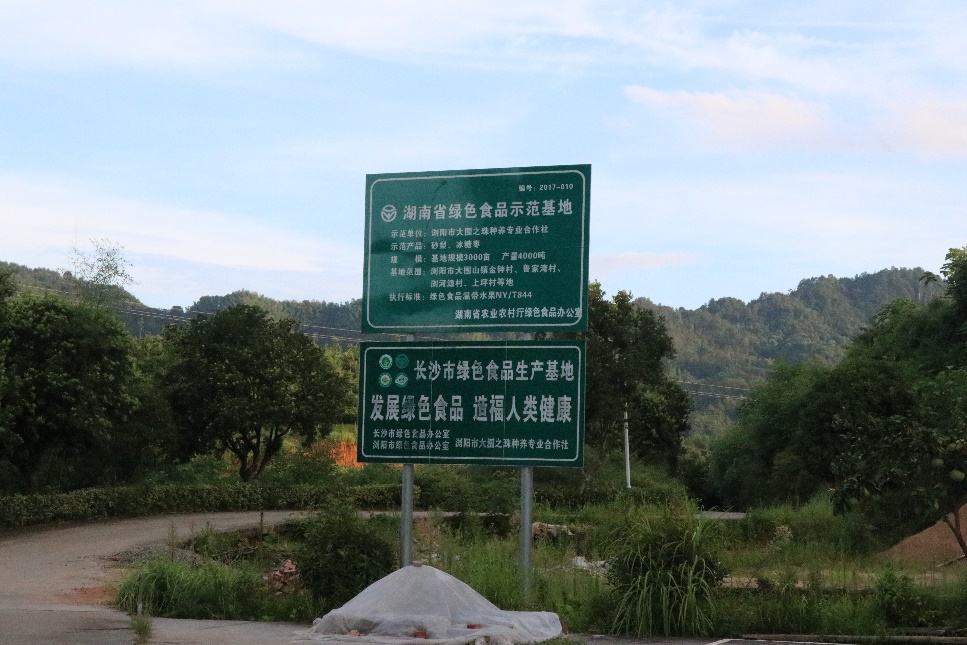 编号：2017-010
湖南省绿色食品示范基地
示范单位：浏阳市大围之珠种养专业合作社
示范产品：砂梨、冰糖枣
规　　模：基地规模3000亩　产量4000吨
基地范围：浏阳市大围山镇金钟村、鲁家湾村、
浏河源村、上坪村等地
执行标准：绿色食品温带水果NY/T844
湖南省农业农村厅绿色食品办公室
长沙市绿色食品生产基地
发展绿色食品 造福人类健康
长沙市绿色食品办公室
浏阳市绿色食品办公室 浏阳市大围之珠种养专业合作社